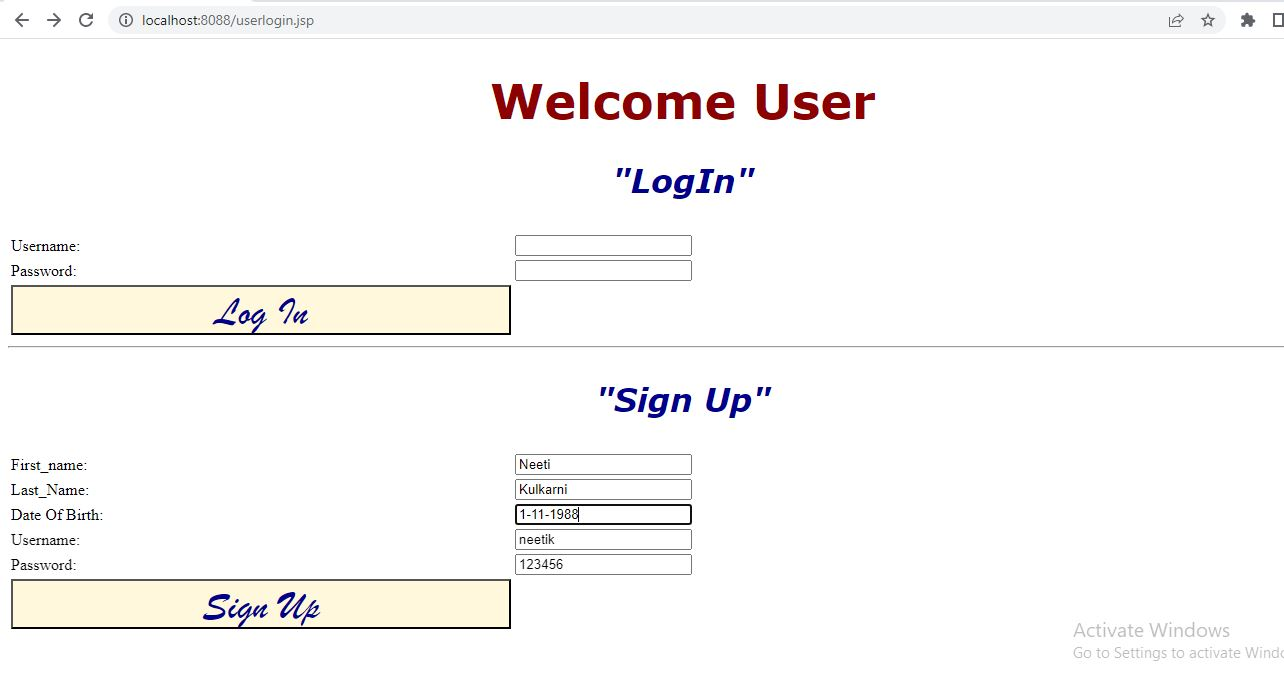 localhost:8088/userlogin.jsp
Welcome User
"LogIn"
Username:
Password:
Log In
"Sign Up"
First_name: Neeti
Last_Name: Kulkarni
Date Of Birth: 1-11-1988
Username: neetik
Password: 123456
Sign Up
Activate Windows
Go to Settings to activate